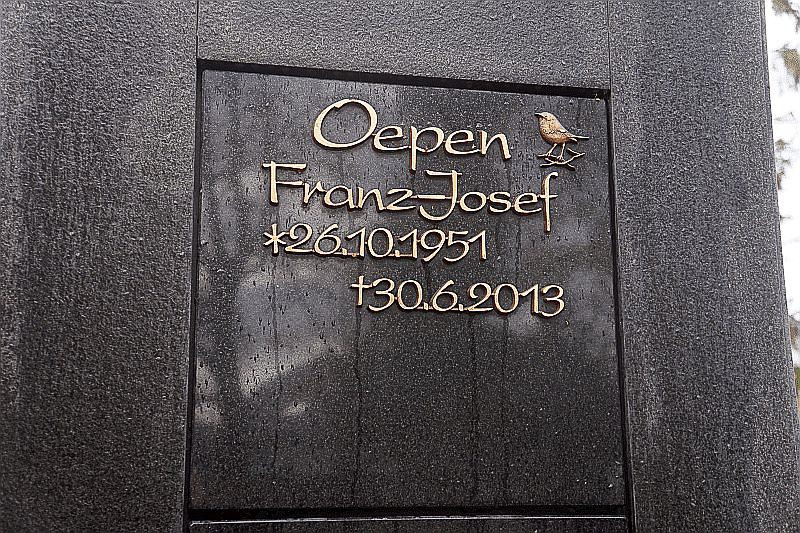 Oepen
Franz-Josef
*26.10.1951
†30.6.2013